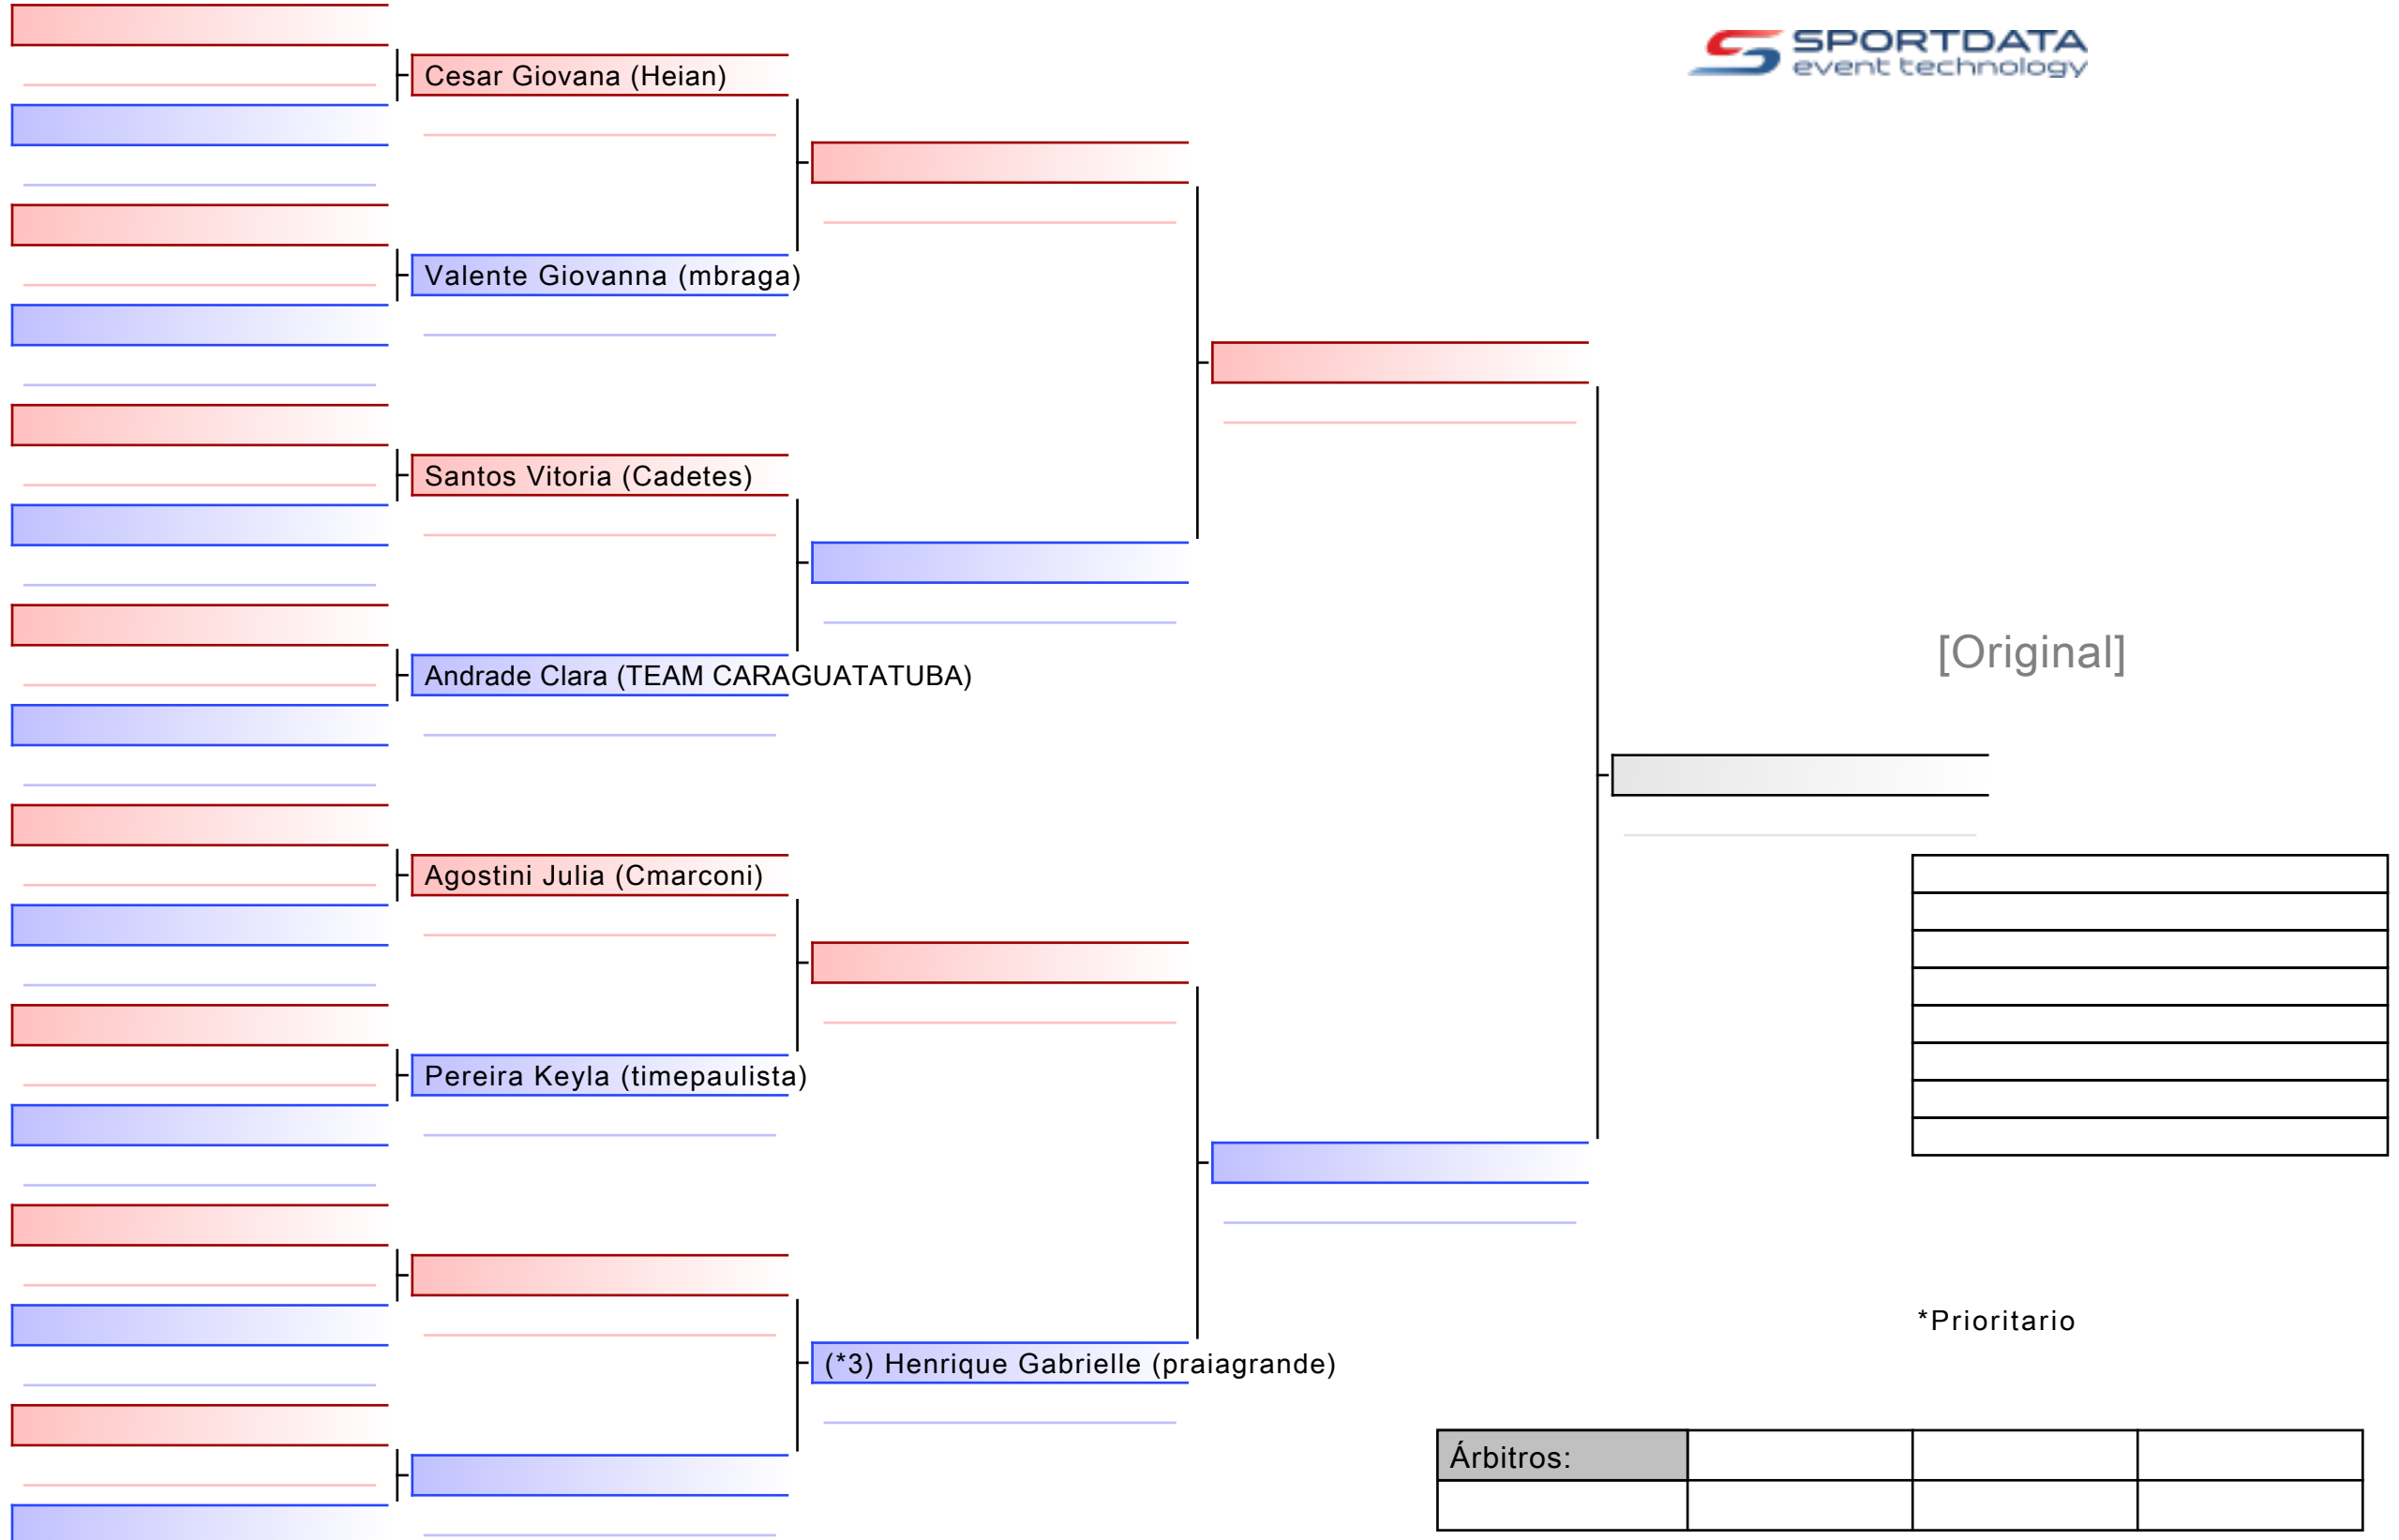 SPORTDATA
event technology
Cesar Giovana (Heian)
Valente Giovanna (mbraga)
Santos Vitoria (Cadetes)
[Original]
Andrade Clara (TEAM CARAGUATATUBA)
Agostini Julia (Cmarconi)
Pereira Keyla (timepaulista)
*Prioritario
(*3) Henrique Gabrielle (praiagrande)
Árbitros: